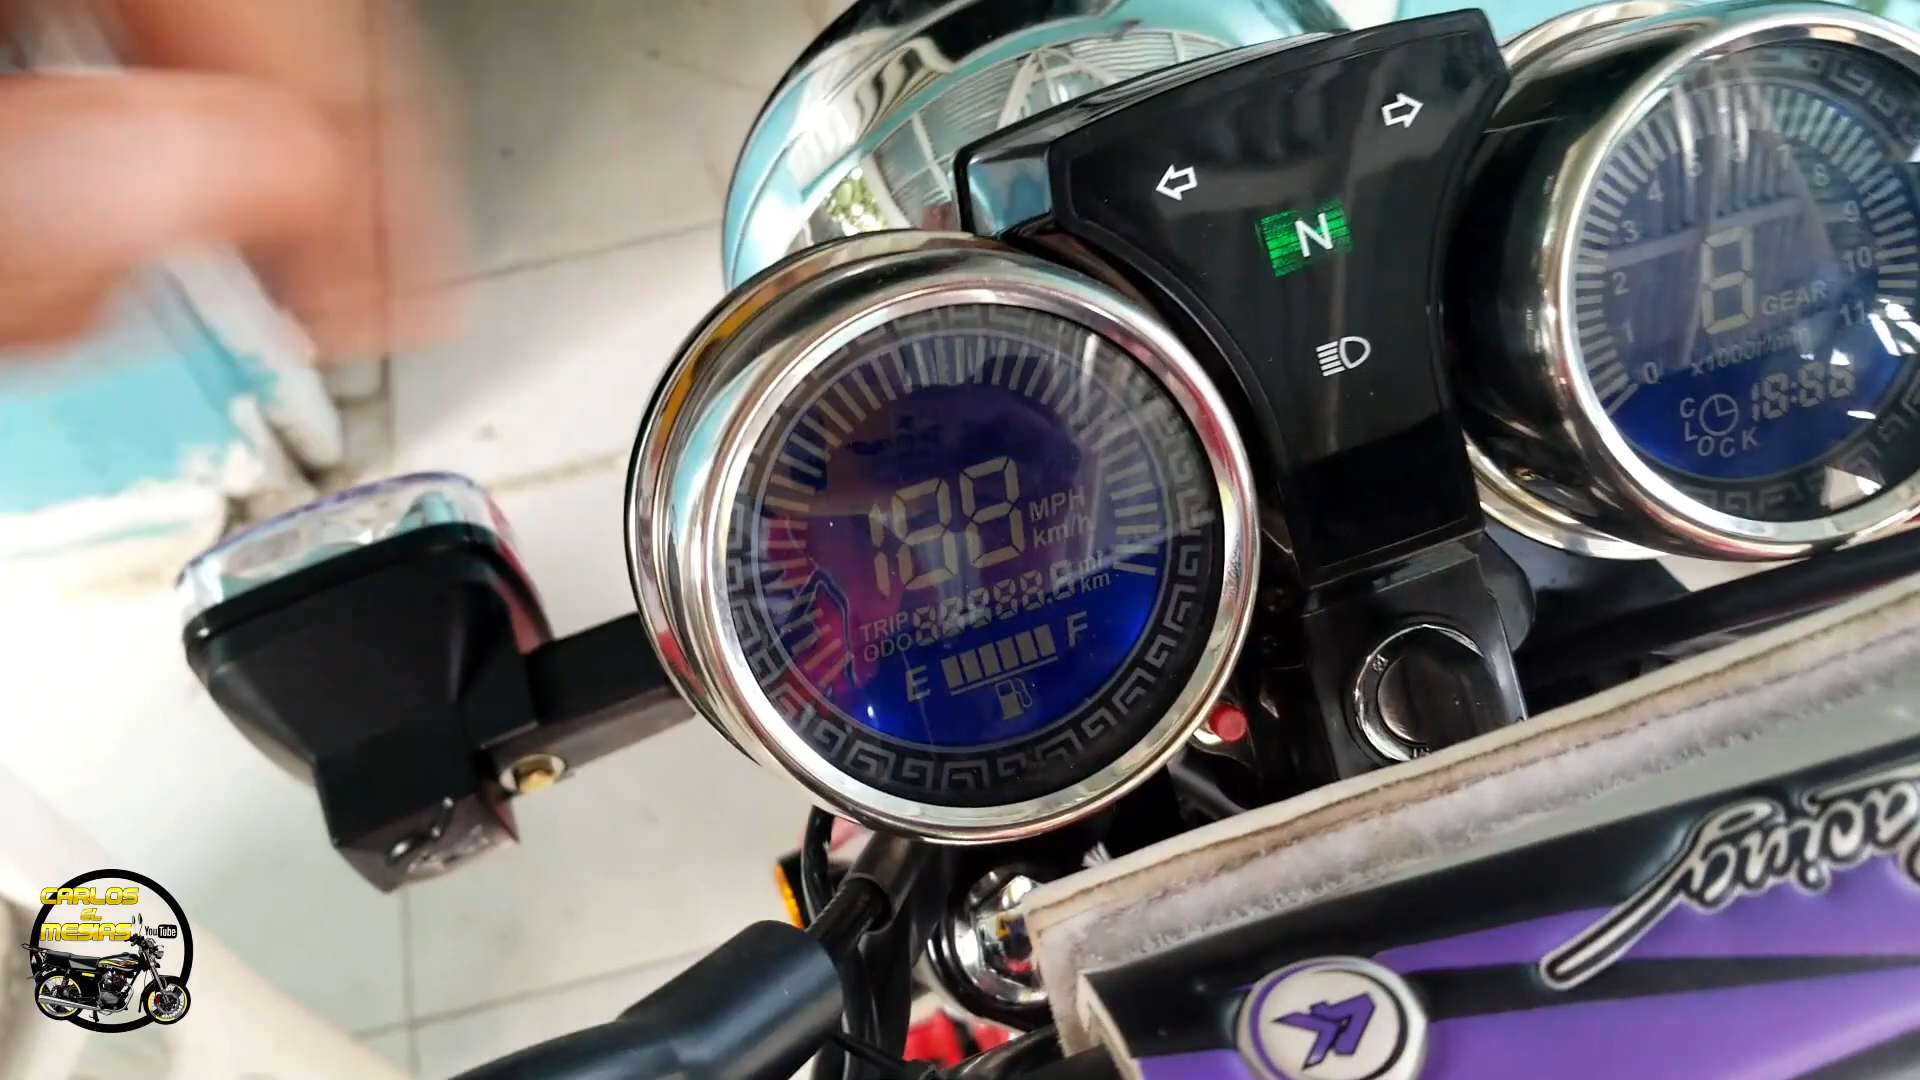 N
188 MPH
km/h
TRIP
ODO 88888.8 mi
km
E F
0 1 2 3 4 5 6 7 8 9 10 11
8 GEAR
x1000r/min
CLOCK 18:88
Racing
CARLOS
EL
MESIAS
YouTube